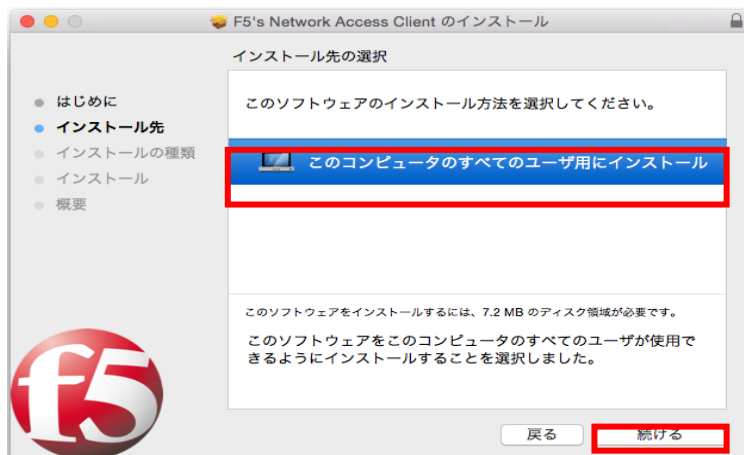 F5's Network Access Client のインストール
インストール先の選択
はじめに
インストール先
インストールの種類
インストール
概要
このソフトウェアのインストール方法を選択してください。
このコンピュータのすべてのユーザ用にインストール
このソフトウェアをインストールするには、7.2 MB のディスク領域が必要です。
このソフトウェアをこのコンピュータのすべてのユーザが使用で
きるようにインストールすることを選択しました。
f5
戻る
続ける